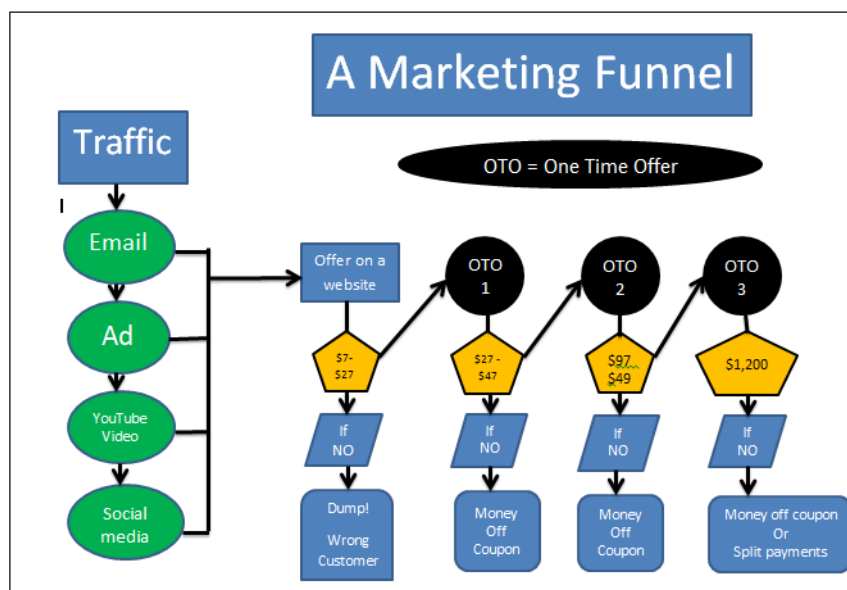 A Marketing Funnel
Traffic
OTO = One Time Offer
I
Email
Ad
YouTube
Video
Social
media
Offer on a
website
$7-
$27
If
NO
Dump!
Wrong
Customer
OTO
1
$27 -
$47
If
NO
Money
Off
Coupon
OTO
2
$97
$49
If
NO
Money
Off
Coupon
OTO
3
$1,200
If
NO
Money off coupon
Or
Split payments